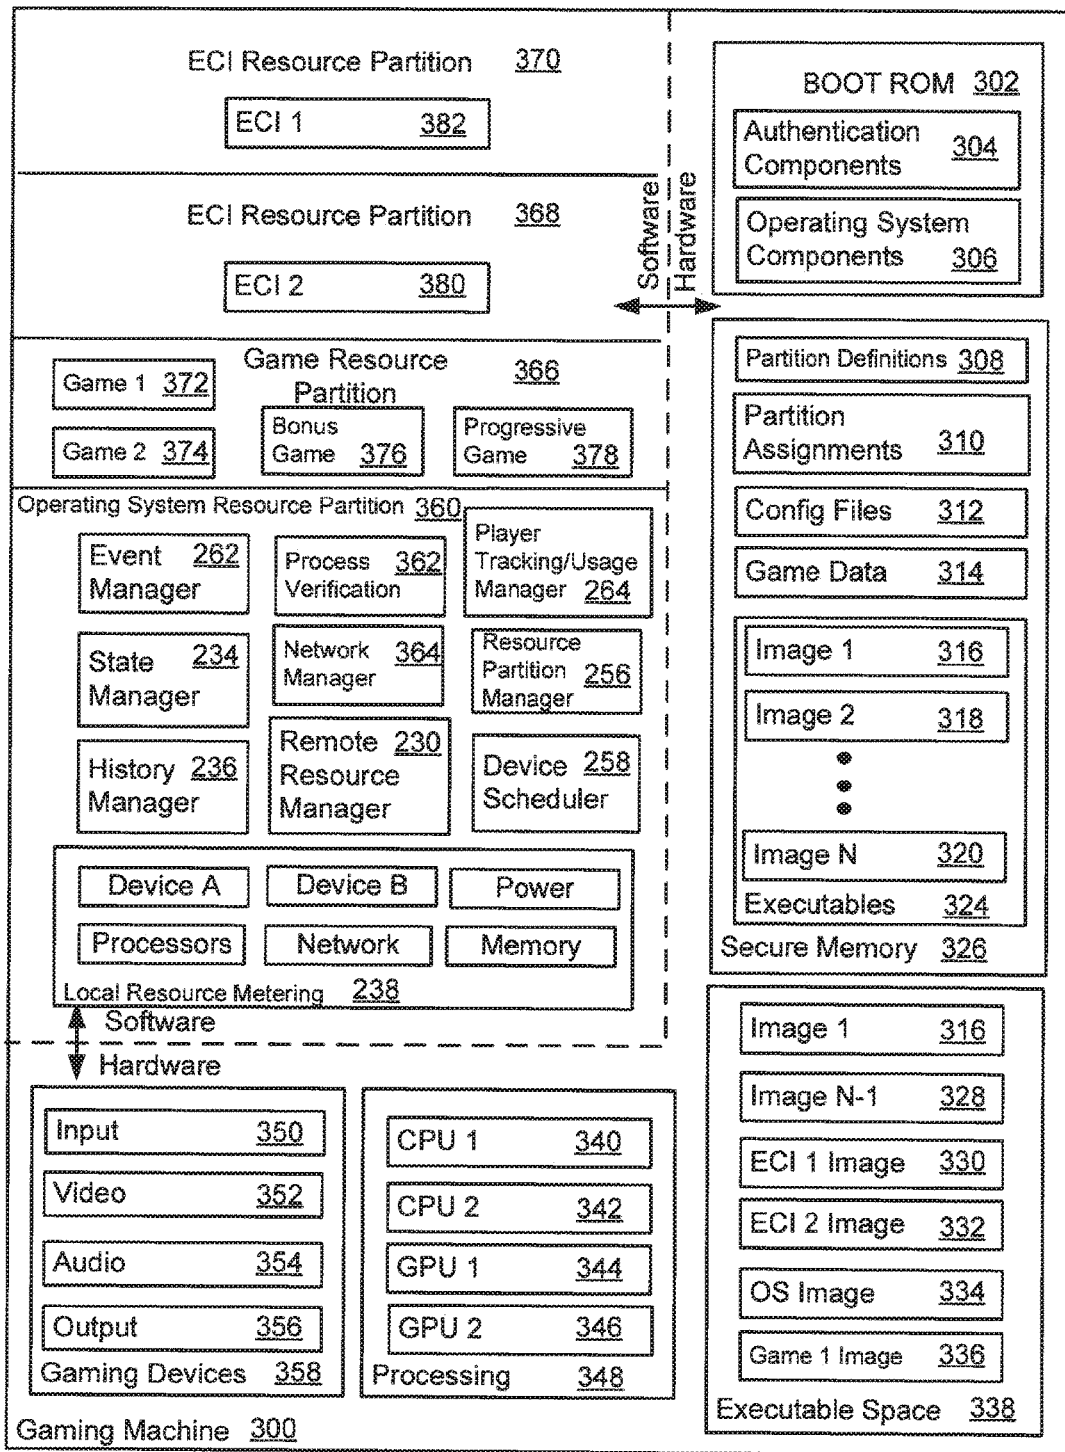 ECI Resource Partition 370
ECI 1 382
ECI Resource Partition 368
ECI 2 380
Software
Hardware
Game Resource
Partition 366
Game 1 372
Game 2 374
Bonus
Game 376
Progressive
Game 378
Operating System Resource Partition 360
Event 262
Manager
Process 362
Verification
Player
Tracking/Usage
Manager 264
State 234
Manager
Network 364
Manager
Resource
Partition
Manager 256
History 236
Manager
Remote 230
Resource
Manager
Device 258
Scheduler
Device A
Device B
Power
Processors
Network
Memory
Local Resource Metering 238
Software
Hardware
Input 350
Video 352
Audio 354
Output 356
Gaming Devices 358
CPU 1 340
CPU 2 342
GPU 1 344
GPU 2 346
Processing 348
Gaming Machine 300
BOOT ROM 302
Authentication
Components 304
Operating System
Components 306
Partition Definitions 308
Partition
Assignments 310
Config Files 312
Game Data 314
Image 1 316
Image 2 318
Image N 320
Executables 324
Secure Memory 326
Image 1 316
Image N-1 328
ECI 1 Image 330
ECI 2 Image 332
OS Image 334
Game 1 Image 336
Executable Space 338